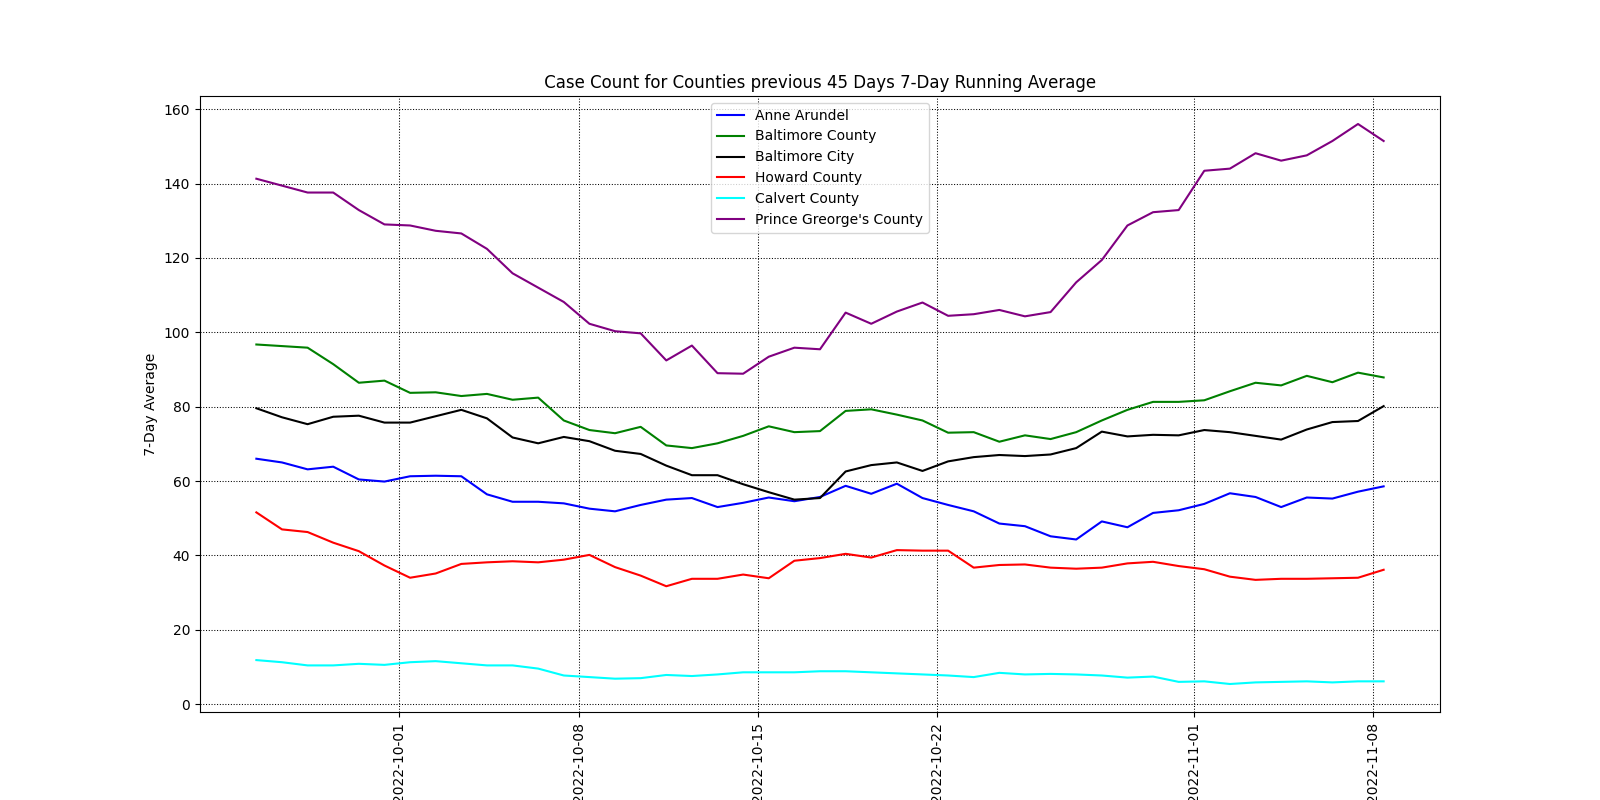 Case Count for Counties previous 45 Days 7-Day Running Average
160
140
120
100
80
60
40
20
0
7-Day Average
Anne Arundel
Baltimore County
Baltimore City
Howard County
Calvert County
Prince Greorge's County
2022-10-01
2022-10-08
2022-10-15
2022-10-22
2022-11-01
2022-11-08